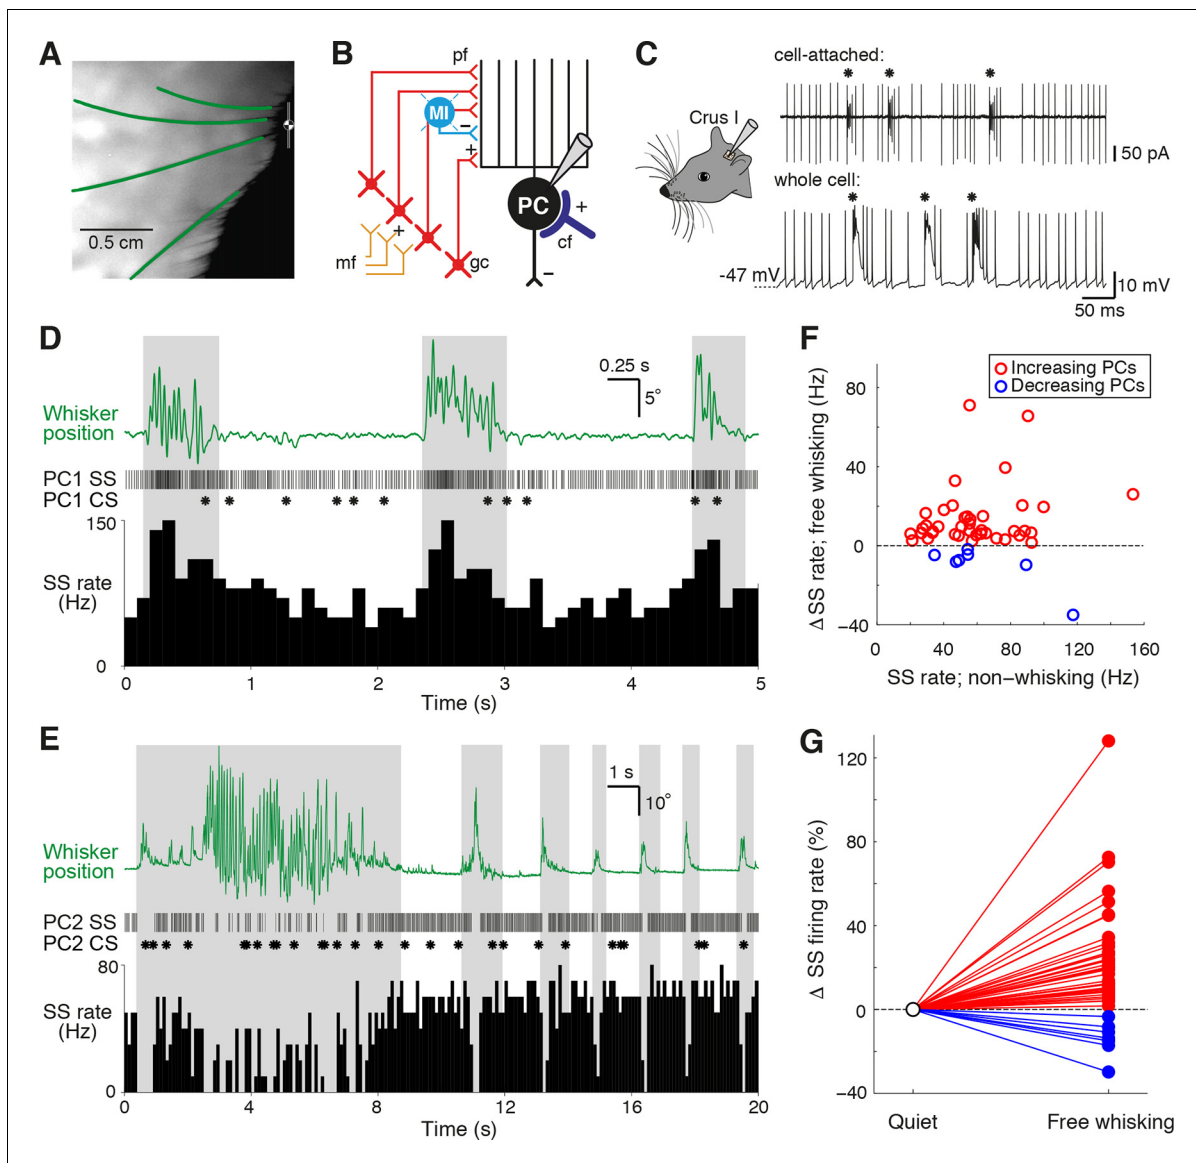 A
0.5 cm
B
pf
MI
−
+
PC
+
cf
+
mf
gc
−
C
cell-attached:
* * *
Crus I
50 pA
whole cell:
* * *
-47 mV
10 mV
50 ms
D
0.25 s
5°
Whisker
position
PC1 SS
PC1 CS
150
SS rate
(Hz)
0
0 1 2 3 4 5
Time (s)
E
1 s
10°
Whisker
position
PC2 SS
PC2 CS
80
SS rate
(Hz)
0
0 4 8 12 16 20
Time (s)
F
Increasing PCs
Decreasing PCs
Δ SS rate; free whisking (Hz)
80
40
0
−40
0 40 80 120 160
SS rate; non−whisking (Hz)
G
Δ SS firing rate (%)
120
80
40
0
−40
Quiet Free whisking